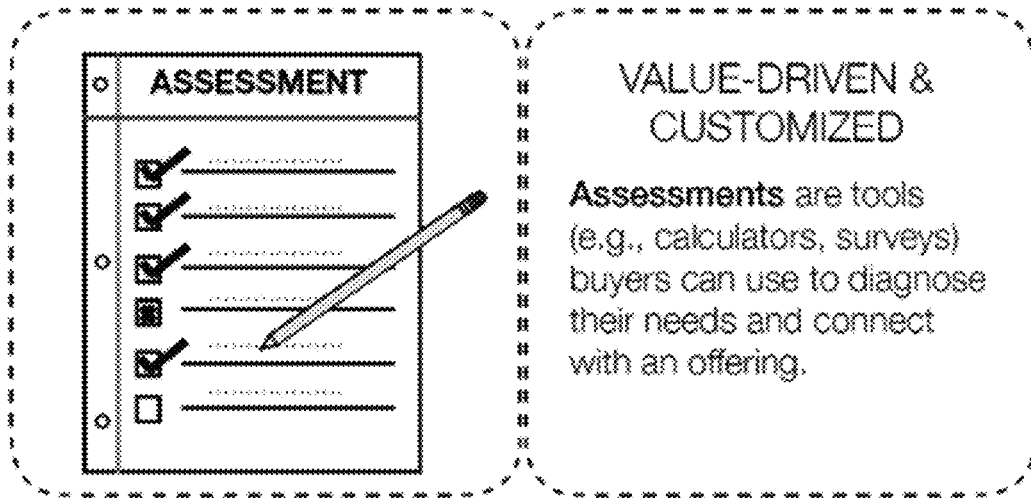 ASSESSMENT
VALUE-DRIVEN &
CUSTOMIZED
Assessments are tools
(e.g., calculators, surveys)
buyers can use to diagnose
their needs and connect
with an offering.